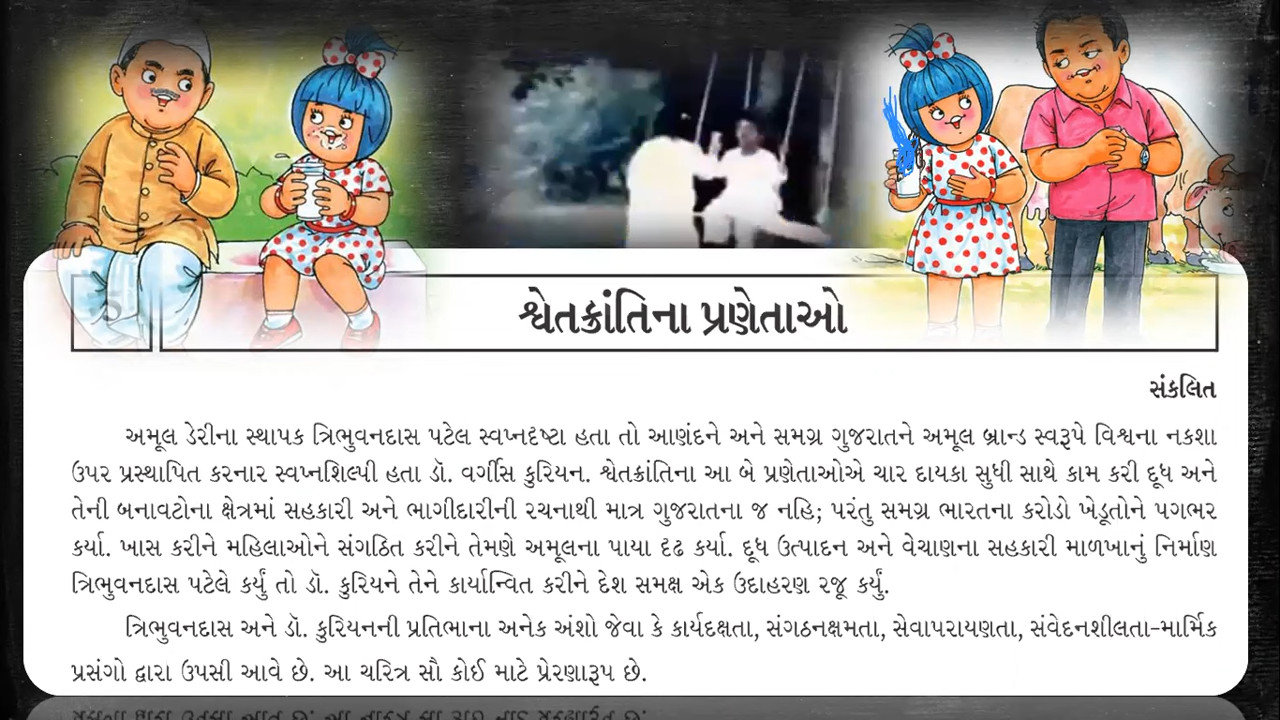 શ્વેતક્રાંતિના પ્રણેતાઓ
સંકલિત
અમૂલ ડેરીના સ્થાપક ત્રિભુવનદાસ પટેલ સ્વપ્નદૃષ્ટા હતા તો આણંદને અને સમગ્ર ગુજરાતને અમૂલ બ્રાન્ડ સ્વરૂપે વિશ્વના નકશા
ઉપર પ્રસ્થાપિત કરનાર સ્વપ્નશિલ્પી હતા ડૉ. વર્ગીસ કુરિયન. શ્વેતક્રાંતિના આ બે પ્રણેતાઓએ ચાર દાયકા સુધી સાથે કામ કરી દૂધ અને
તેની બનાવટોના ક્ષેત્રમાં સહકારી અને ભાગીદારીની રચનાથી માત્ર ગુજરાતના જ નહિ; પરંતુ સમગ્ર ભારતના કરોડો ખેડૂતોને પગભર
કર્યા. ખાસ કરીને મહિલાઓને સંગઠિત કરીને તેમણે અમૂલના પાયા દૃઢ કર્યા. દૂધ ઉત્પાદન અને વેચાણના સહકારી માળખાનું નિર્માણ
ત્રિભુવનદાસ પટેલે કર્યું તો ડૉ. કુરિયને તેને કાર્યાન્વિત કરીને દેશ સમક્ષ એક ઉદાહરણ રજૂ કર્યું.
ત્રિભુવનદાસ અને ડૉ. કુરિયનની પ્રતિભાના અનેક અંશો જેવા કે કાર્યદક્ષતા, સંગઠનક્ષમતા, સેવાપરાયણતા, સંવેદનશીલતા-માર્મિક
પ્રસંગો દ્વારા ઉપસી આવે છે. આ ચરિત્ર સૌ કોઈ માટે પ્રેરણારૂપ છે.